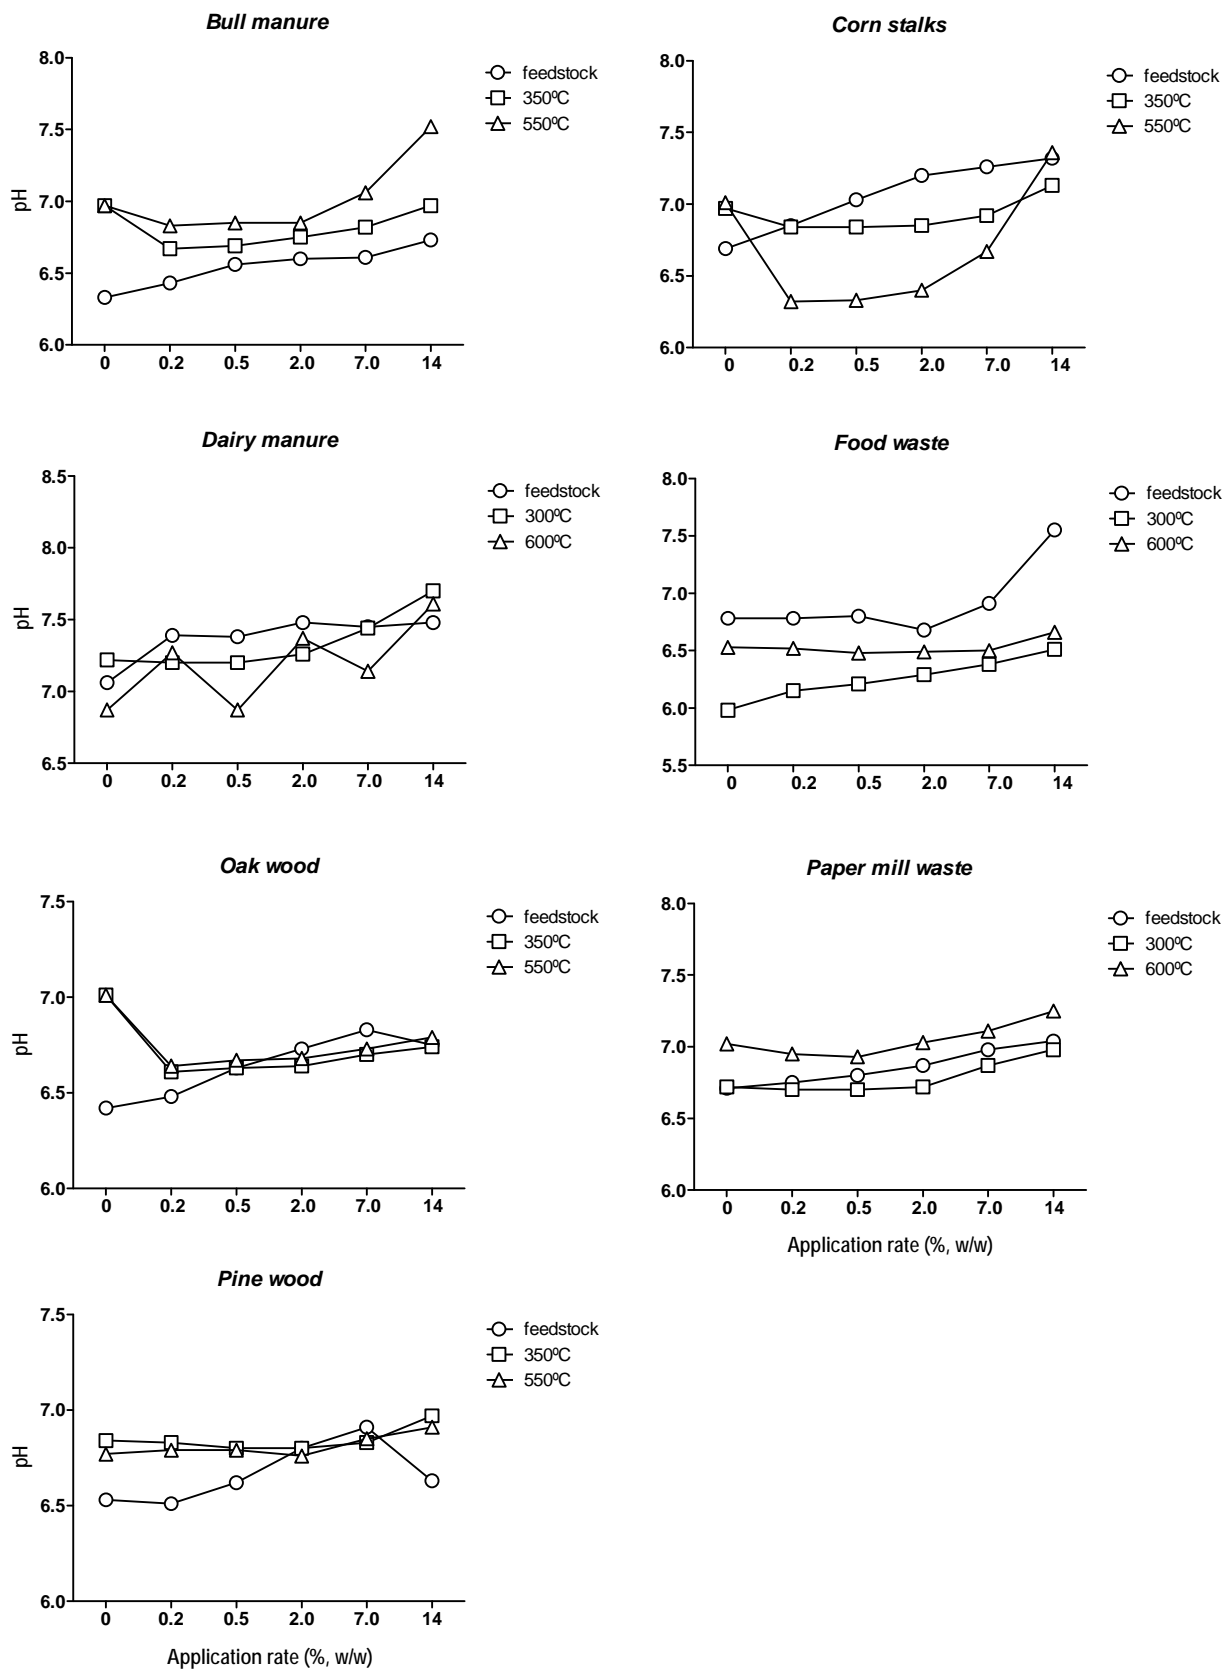 Bull manure
8.0
7.5
7.0
6.5
6.0
pH
0 0.2 0.5 2.0 7.0 14
feedstock
350ºC
550ºC
Corn stalks
8.0
7.5
7.0
6.5
6.0
0 0.2 0.5 2.0 7.0 14
feedstock
350ºC
550ºC
Dairy manure
8.5
8.0
7.5
7.0
6.5
pH
0 0.2 0.5 2.0 7.0 14
feedstock
300ºC
600ºC
Food waste
8.0
7.5
7.0
6.5
6.0
5.5
0 0.2 0.5 2.0 7.0 14
feedstock
300ºC
600ºC
Oak wood
7.5
7.0
6.5
6.0
pH
0 0.2 0.5 2.0 7.0 14
feedstock
350ºC
550ºC
Paper mill waste
8.0
7.5
7.0
6.5
6.0
0 0.2 0.5 2.0 7.0 14
Application rate (%, w/w)
feedstock
300ºC
600ºC
Pine wood
7.5
7.0
6.5
6.0
pH
0 0.2 0.5 2.0 7.0 14
Application rate (%, w/w)
feedstock
350ºC
550ºC